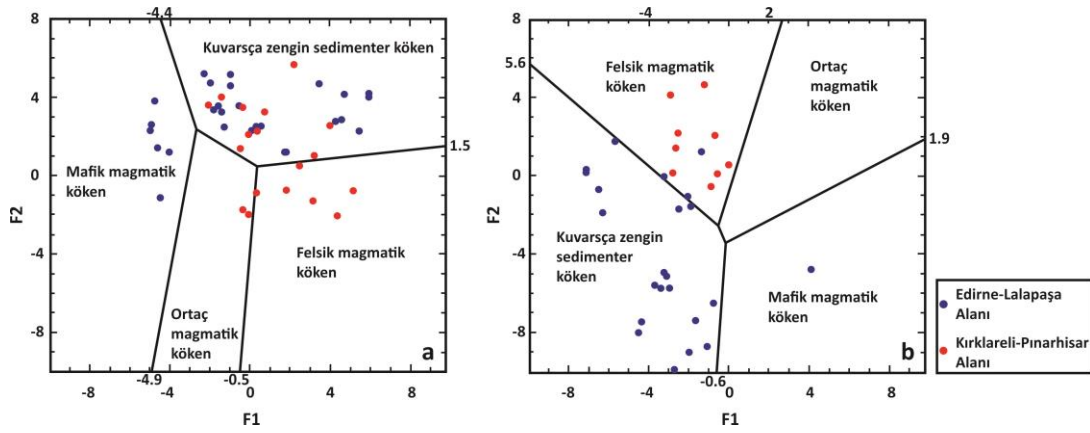 -4.4
8
4
0
-4
-8
F2
Kuvarsça zengin sedimenter köken
1.5
Mafik magmatik
köken
Felsik magmatik
köken
Ortaç
magmatik
köken
a
-4.9
-0.5
-8
-4
0
4
8
F1
-4
2
8
5.6
4
0
-4
-8
F2
Felsik magmatik
köken
Ortaç
magmatik
köken
1.9
Kuvarsça zengin
sedimenter
köken
Mafik magmatik
köken
b
-0.6
-8
-4
0
4
8
F1
Edirne-Lalapaşa
Alanı
Kırklareli-Pınarhisar
Alanı